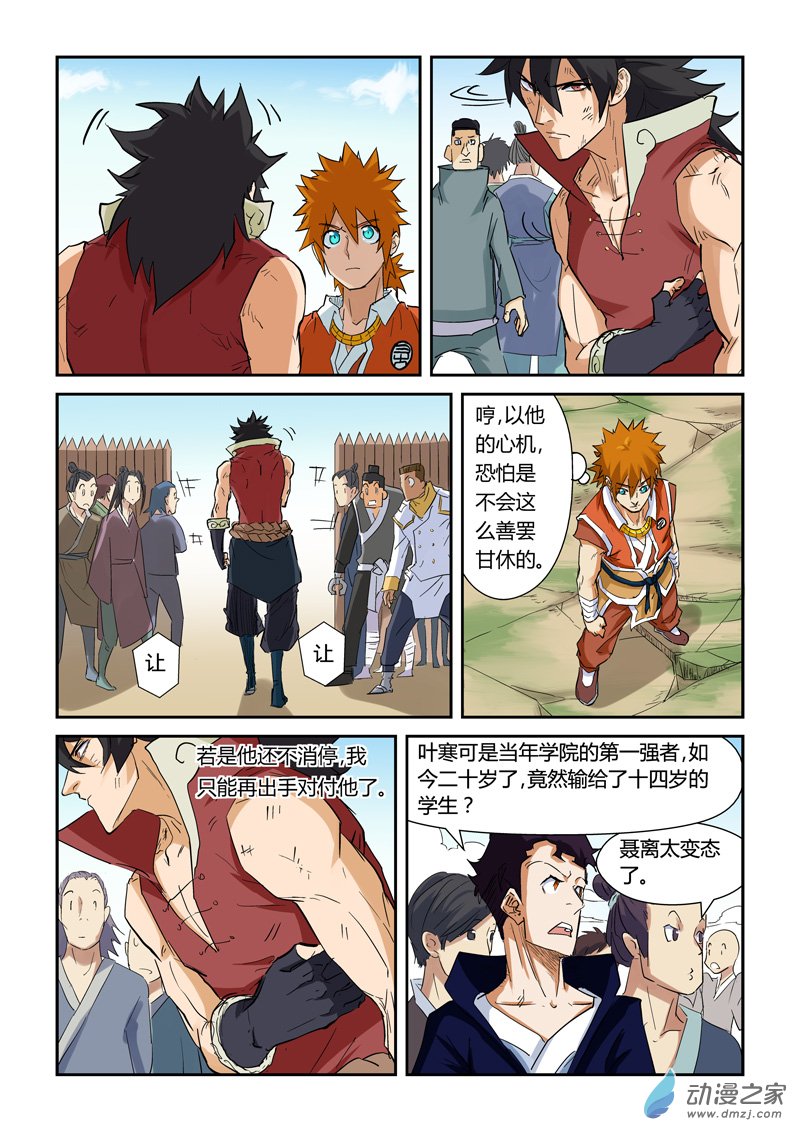 哼,以他
的心机,
恐怕是
不会这
么善罢
甘休的。
让
让
若是他还不消停,我
只能再出手对付他了。
叶寒可是当年学院的第一强者,如
今二十岁了,竟然输给了十四岁的
学生？
聂离太变态
了。
动漫之家
www.dmzj.com